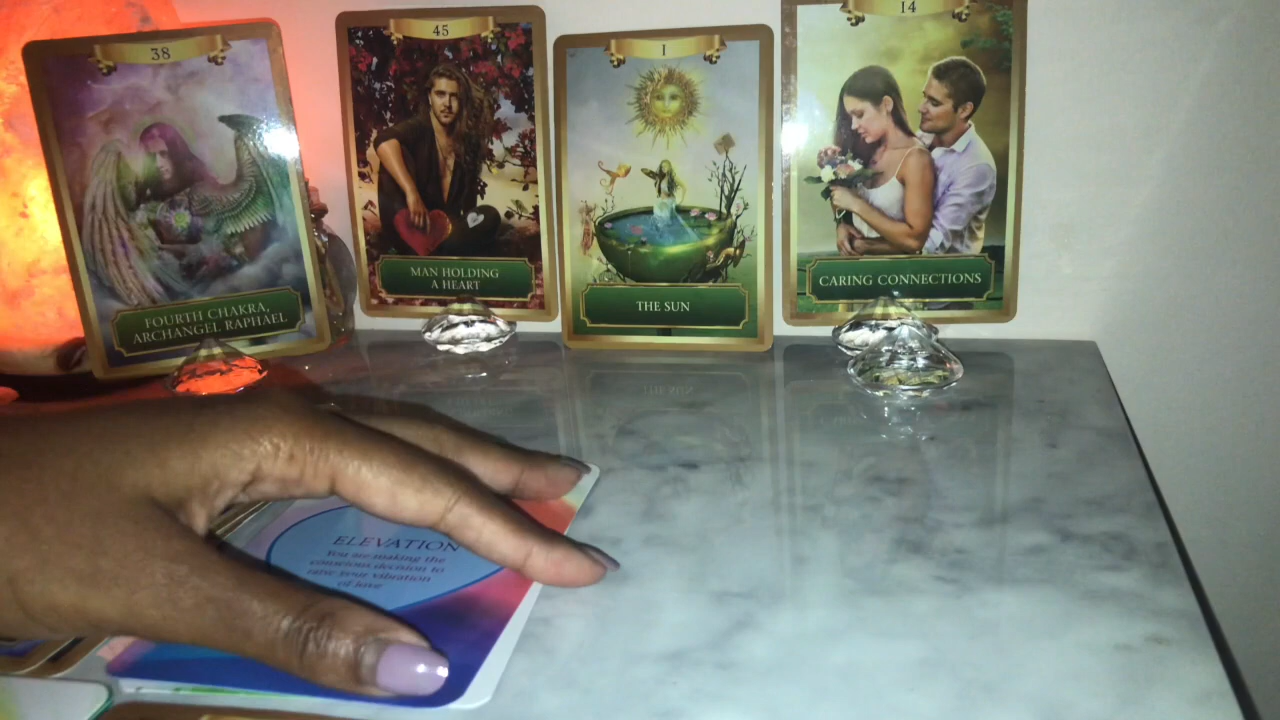 38
FOURTH CHAKRA,
ARCHANGEL RAPHAEL
45
MAN HOLDING
A HEART
I
THE SUN
14
CARING CONNECTIONS
ELEVATION
You are making the
conscious decision to
raise your vibration
of love